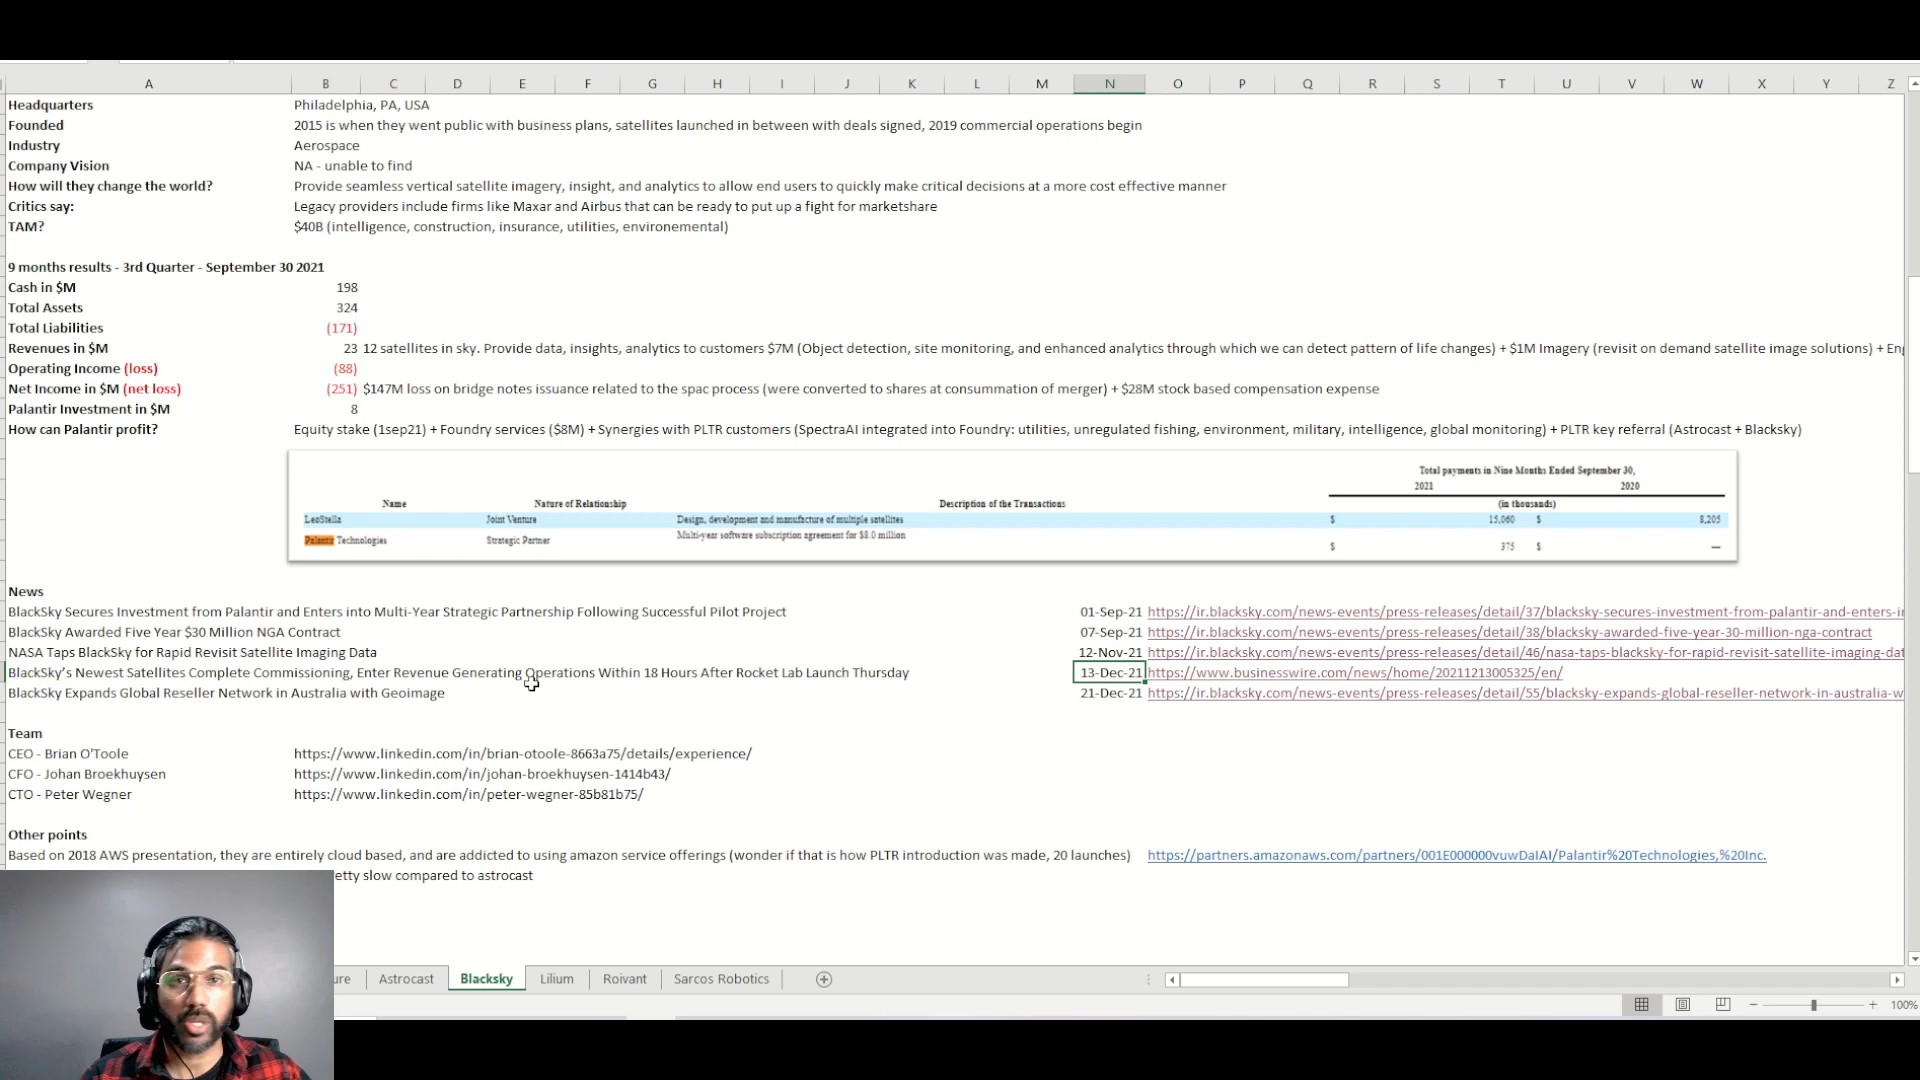 A B C D E F G H I J K L M N O P Q R S T U V W X Y Z
Headquarters Philadelphia, PA, USA
Founded 2015 is when they went public with business plans, satellites launched in between with deals signed, 2019 commercial operations begin
Industry Aerospace
Company Vision NA - unable to find
How will they change the world? Provide seamless vertical satellite imagery, insight, and analytics to allow end users to quickly make critical decisions at a more cost effective manner
Critics say: Legacy providers include firms like Maxar and Airbus that can be ready to put up a fight for marketshare
TAM? $40B (intelligence, construction, insurance, utilities, environemental)
9 months results - 3rd Quarter - September 30 2021
Cash in $M 198
Total Assets 324
Total Liabilities (171)
Revenues in $M 23 12 satellites in sky. Provide data, insights, analytics to customers $7M (Object detection, site monitoring, and enhanced analytics through which we can detect pattern of life changes) + $1M Imagery (revisit on demand satellite image solutions) +
Operating Income (loss) (88)
Net Income in $M (net loss) (251) $147M loss on bridge notes issuance related to the spac process (were converted to shares at consummation of merger) + $28M stock based compensation expense
Palantir Investment in $M 8
How can Palantir profit? Equity stake (1sep21) + Foundry services ($8M) + Synergies with PLTR customers (SpectraAI integrated into Foundry: utilities, unregulated fishing, environment, military, intelligence, global monitoring) + PLTR key referral (Astrocast + Blacksky)
Total payments in Nine Months Ended September 30,
2021 2020
Name Nature of Relationship Description of the Transactions (in thousands)
LeoStella Joint Venture Design, development and manufacture of multiple satellites $ 15,060 $ 8,205
Palantir Technologies Strategic Partner Multi-year software subscription agreement for $8.0 million $ 375 $ —
News
BlackSky Secures Investment from Palantir and Enters into Multi-Year Strategic Partnership Following Successful Pilot Project 01-Sep-21 https://ir.blacksky.com/news-events/press-releases/detail/37/blacksky-secures-investment-from-palantir-and-enters-i
BlackSky Awarded Five Year $30 Million NGA Contract 07-Sep-21 https://ir.blacksky.com/news-events/press-releases/detail/38/blacksky-awarded-five-year-30-million-nga-contract
NASA Taps BlackSky for Rapid Revisit Satellite Imaging Data 12-Nov-21 https://ir.blacksky.com/news-events/press-releases/detail/46/nasa-taps-blacksky-for-rapid-revisit-satellite-imaging-dat
BlackSky's Newest Satellites Complete Commissioning, Enter Revenue Generating Operations Within 18 Hours After Rocket Lab Launch Thursday 13-Dec-21 https://www.businesswire.com/news/home/20211213005325/en/
BlackSky Expands Global Reseller Network in Australia with Geoimage 21-Dec-21 https://ir.blacksky.com/news-events/press-releases/detail/55/blacksky-expands-global-reseller-network-in-australia-w
Team
CEO - Brian O'Toole https://www.linkedin.com/in/brian-otoole-8663a75/details/experience/
CFO - Johan Broekhuysen https://www.linkedin.com/in/johan-broekhuysen-1414b43/
CTO - Peter Wegner https://www.linkedin.com/in/peter-wegner-85b81b75/
Other points
Based on 2018 AWS presentation, they are entirely cloud based, and are addicted to using amazon service offerings (wonder if that is how PLTR introduction was made, 20 launches) https://partners.amazonaws.com/partners/001E000000vuwDaIAI/Palantir%20Technologies,%20Inc.
etty slow compared to astrocast
ure Astrocast Blacksky Lilium Roivant Sarcos Robotics
100%